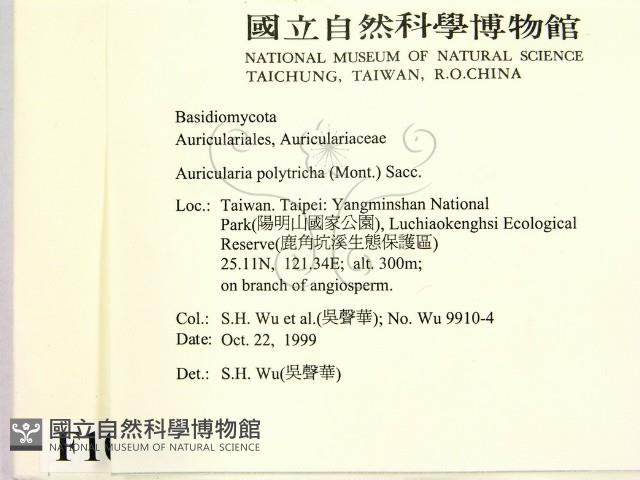 國立自然科學博物館
NATIONAL MUSEUM OF NATURAL SCIENCE
TAICHUNG, TAIWAN, R.O.CHINA
Basidiomycota
Auriculariales, Auriculariaceae
Auricularia polytricha (Mont.) Sacc.
Loc.: Taiwan. Taipei: Yangminshan National
Park(陽明山國家公園), Luchiaokenghsi Ecological
Reserve(鹿角坑溪生態保護區)
25.11N, 121.34E; alt. 300m;
on branch of angiosperm.
Col.: S.H. Wu et al.(吳聲華); No. Wu 9910-4
Date: Oct. 22, 1999
Det.: S.H. Wu(吳聲華)
國立自然科學博物館
NATIONAL MUSEUM OF NATURAL SCIENCE